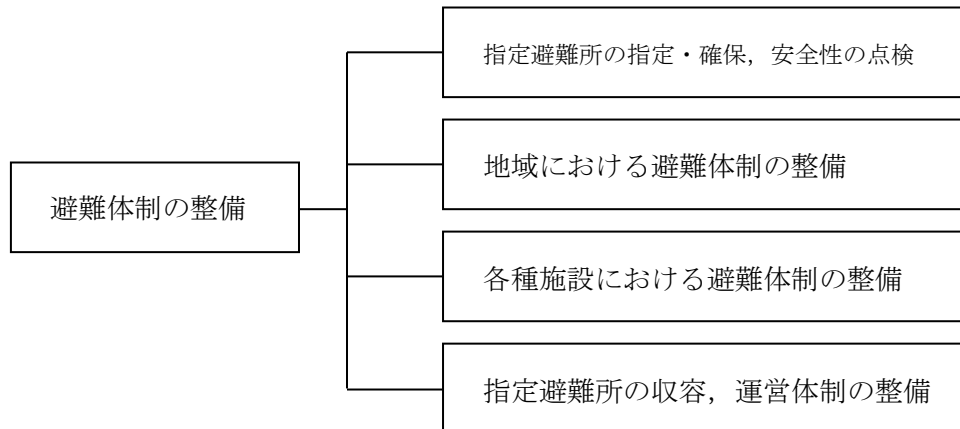 避難体制の整備
指定避難所の指定・確保，安全性の点検
地域における避難体制の整備
各種施設における避難体制の整備
指定避難所の収容，運営体制の整備